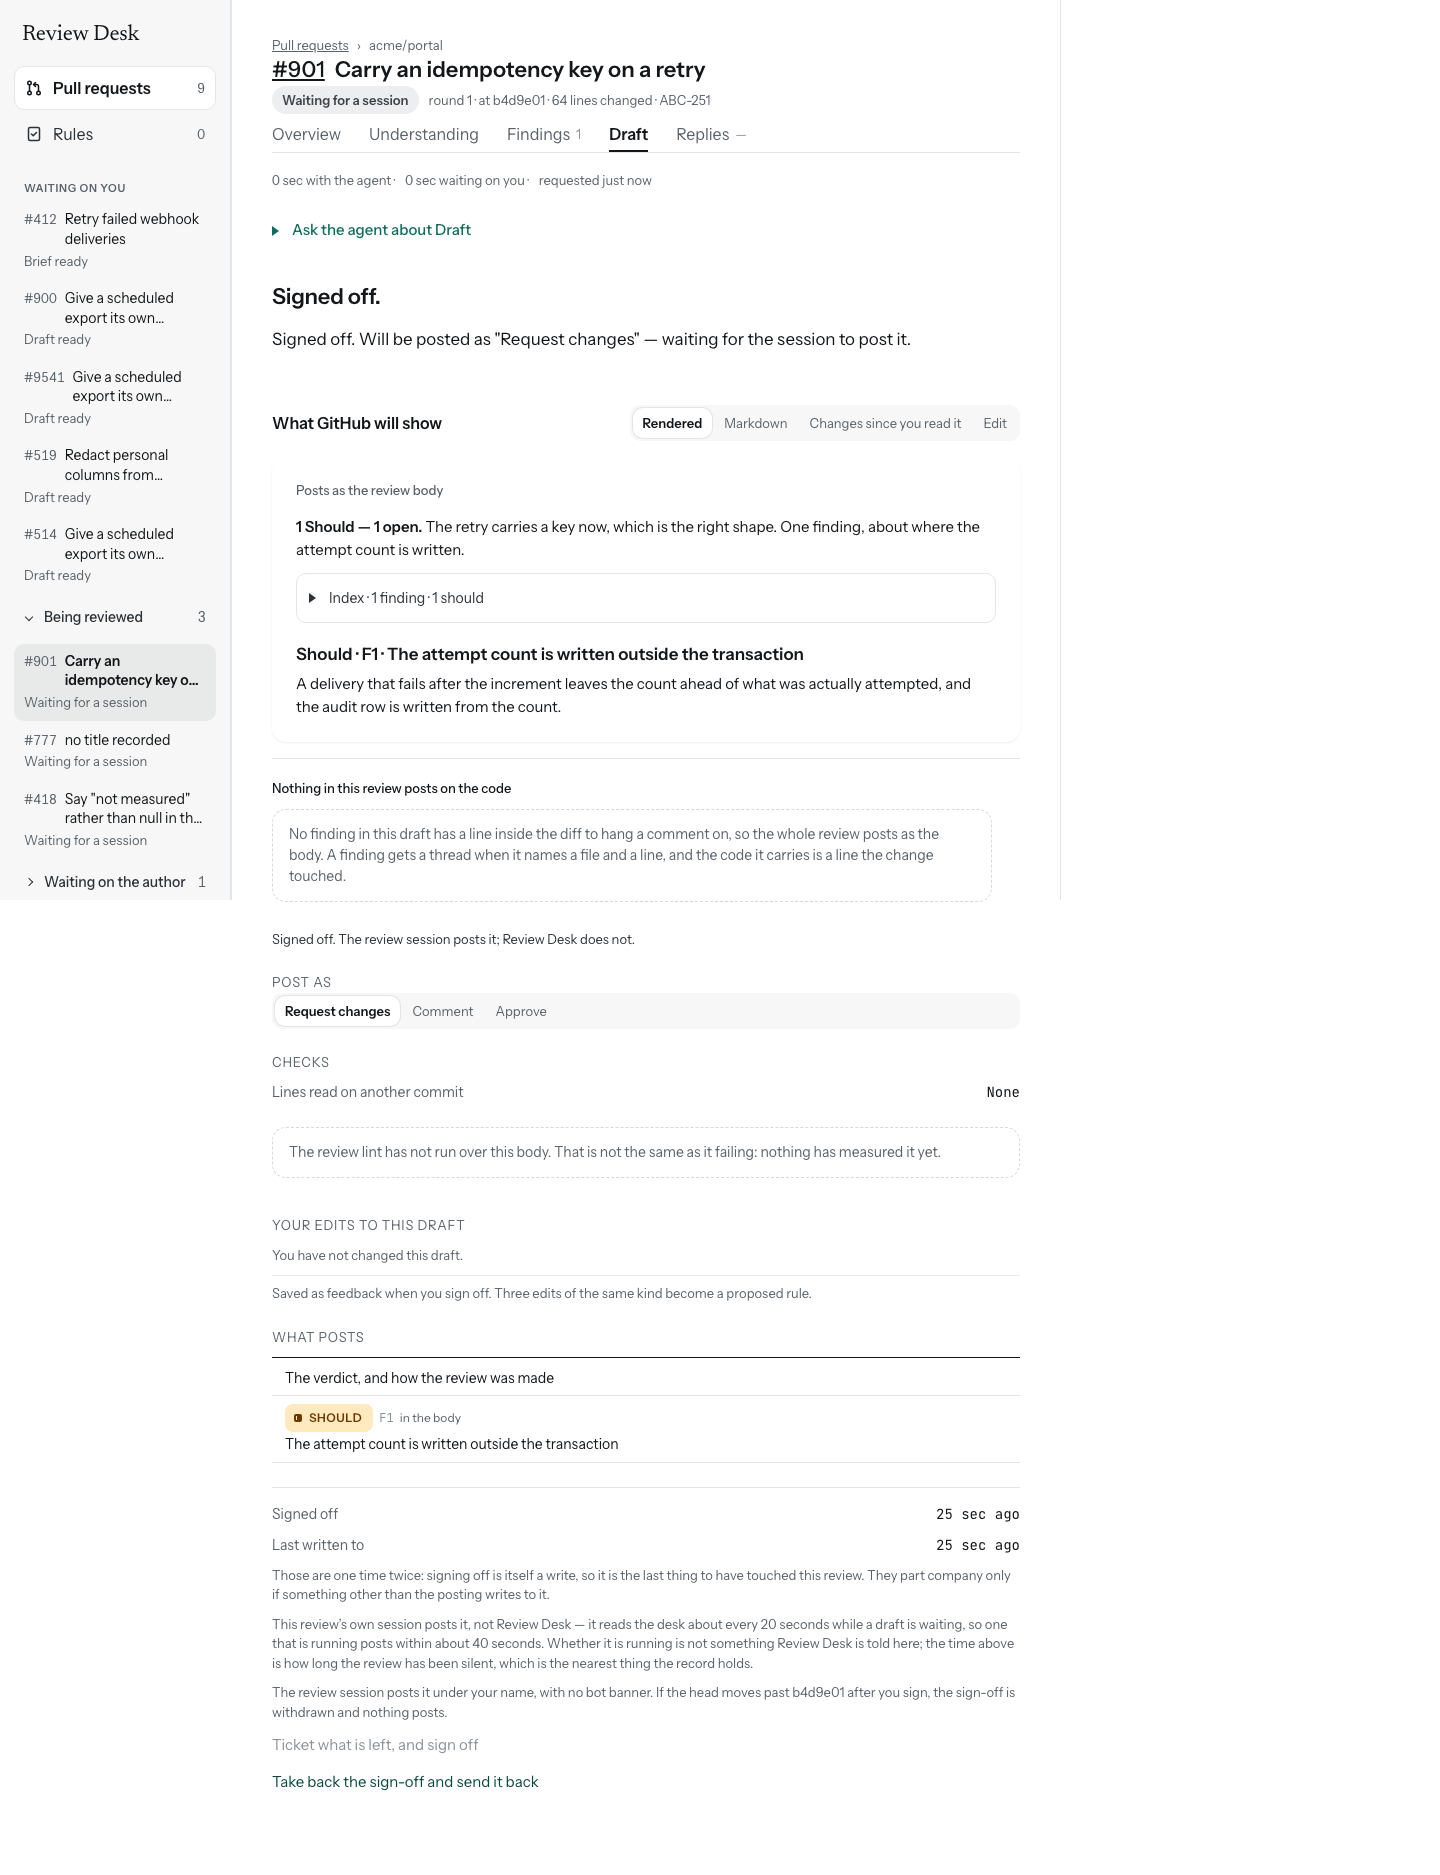 Review Desk
Pull requests 9
Rules 0
WAITING ON YOU
#412 Retry failed webhook
deliveries
Brief ready
#900 Give a scheduled
export its own...
Draft ready
#9541 Give a scheduled
export its own...
Draft ready
#519 Redact personal
columns from...
Draft ready
#514 Give a scheduled
export its own...
Draft ready
Being reviewed 3
#901 Carry an
idempotency key o...
Waiting for a session
#777 no title recorded
Waiting for a session
#418 Say "not measured"
rather than null in th...
Waiting for a session
Waiting on the author 1
Pull requests › acme/portal
#901 Carry an idempotency key on a retry
Waiting for a session round 1 · at b4d9e01 · 64 lines changed · ABC-251
Overview Understanding Findings 1 Draft Replies —
0 sec with the agent · 0 sec waiting on you · requested just now
Ask the agent about Draft
Signed off.
Signed off. Will be posted as "Request changes" — waiting for the session to post it.
What GitHub will show Rendered Markdown Changes since you read it Edit
Posts as the review body
1 Should — 1 open. The retry carries a key now, which is the right shape. One finding, about where the
attempt count is written.
Index · 1 finding · 1 should
Should · F1 · The attempt count is written outside the transaction
A delivery that fails after the increment leaves the count ahead of what was actually attempted, and
the audit row is written from the count.
Nothing in this review posts on the code
No finding in this draft has a line inside the diff to hang a comment on, so the whole review posts as the
body. A finding gets a thread when it names a file and a line, and the code it carries is a line the change
touched.
Signed off. The review session posts it; Review Desk does not.
POST AS
Request changes Comment Approve
CHECKS
Lines read on another commit None
The review lint has not run over this body. That is not the same as it failing: nothing has measured it yet.
YOUR EDITS TO THIS DRAFT
You have not changed this draft.
Saved as feedback when you sign off. Three edits of the same kind become a proposed rule.
WHAT POSTS
The verdict, and how the review was made
SHOULD F1 in the body
The attempt count is written outside the transaction
Signed off 25 sec ago
Last written to 25 sec ago
Those are one time twice: signing off is itself a write, so it is the last thing to have touched this review. They part company only
if something other than the posting writes to it.
This review's own session posts it, not Review Desk — it reads the desk about every 20 seconds while a draft is waiting, so one
that is running posts within about 40 seconds. Whether it is running is not something Review Desk is told here; the time above
is how long the review has been silent, which is the nearest thing the record holds.
The review session posts it under your name, with no bot banner. If the head moves past b4d9e01 after you sign, the sign-off is
withdrawn and nothing posts.
Ticket what is left, and sign off
Take back the sign-off and send it back